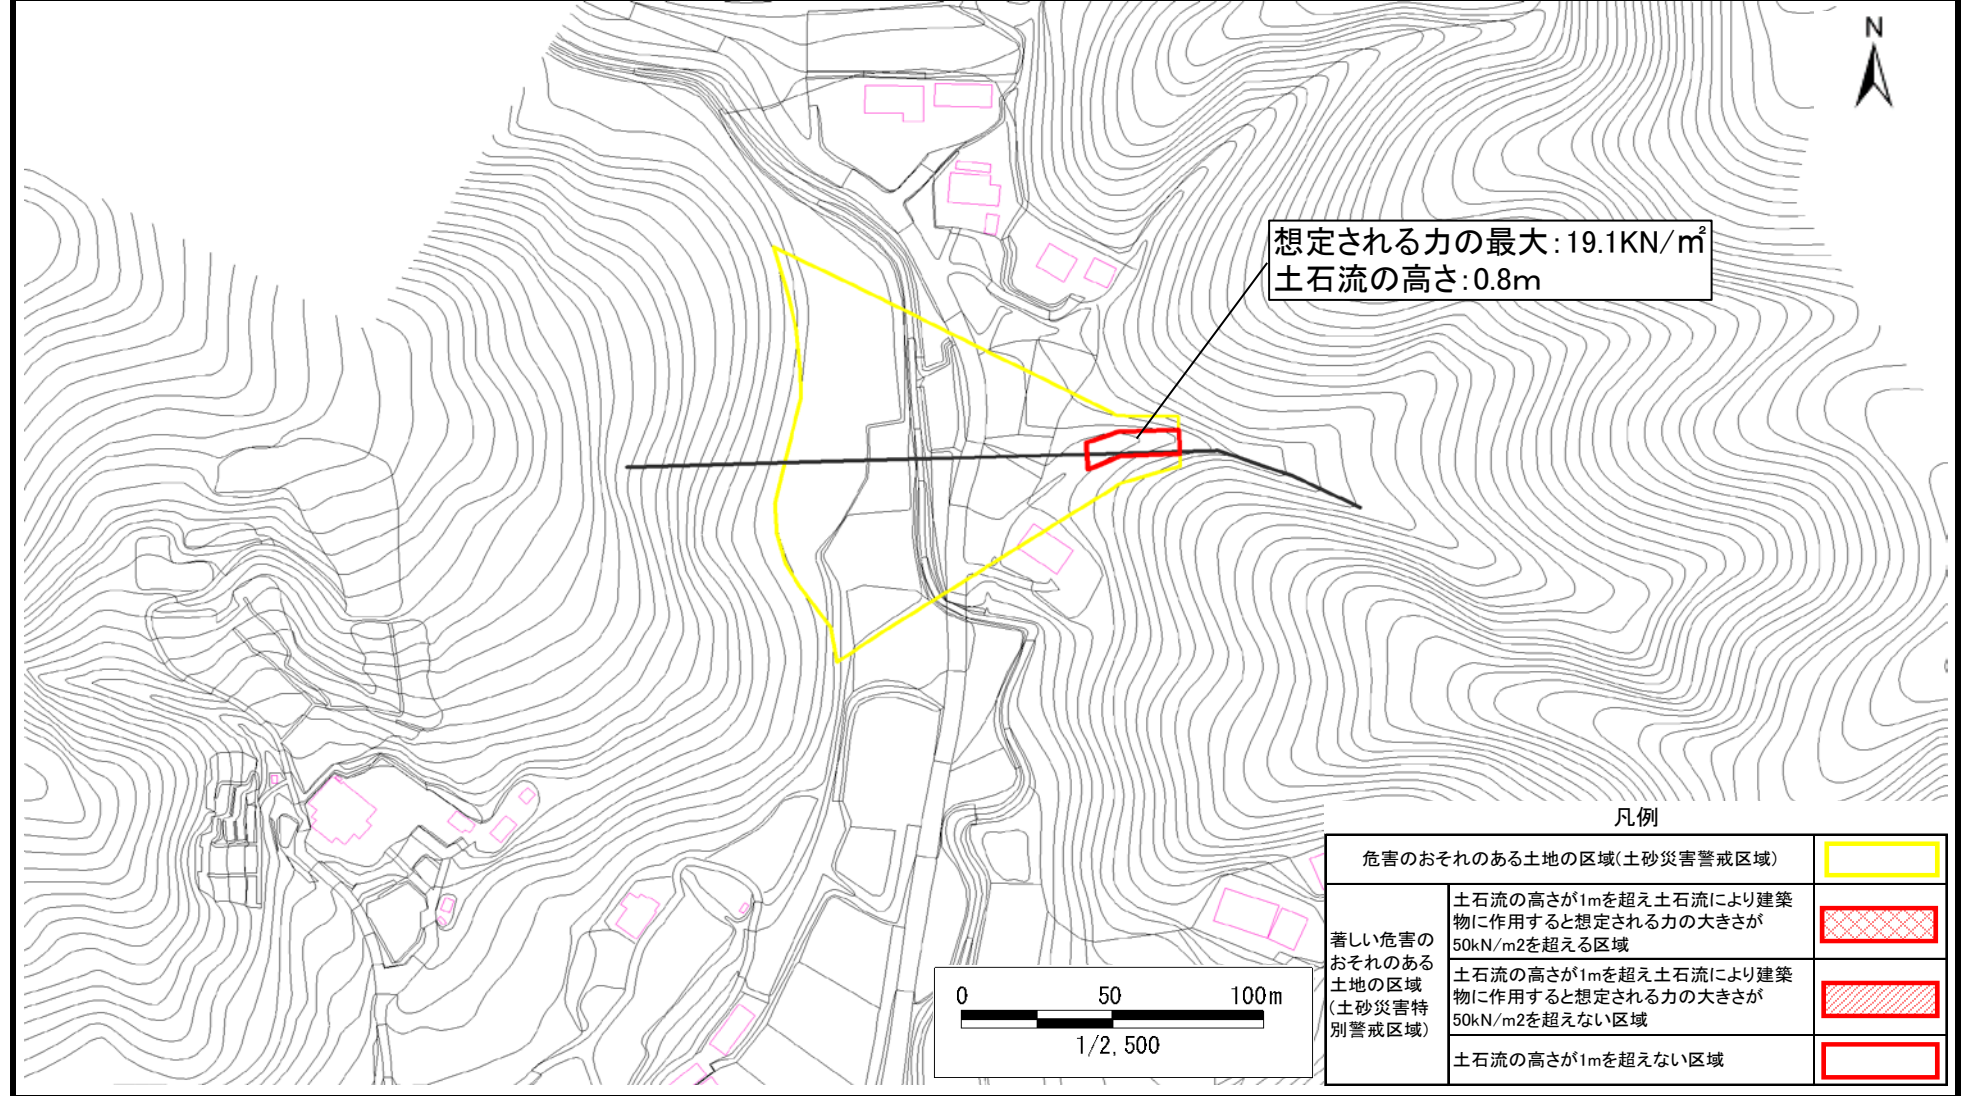 N
想定される力の最大:19.1KN/㎡
土石流の高さ:0.8m
凡例
危害のおそれのある土地の区域(土砂災害警戒区域)
著しい危害の
おそれのある
土地の区域
(土砂災害特
別警戒区域)
土石流の高さが1mを超え土石流により建築
物に作用すると想定される力の大きさが
50kN/m2を超える区域
土石流の高さが1mを超え土石流により建築
物に作用すると想定される力の大きさが
50kN/m2を超えない区域
土石流の高さが1mを超えない区域
0 50 100m
1/2,500